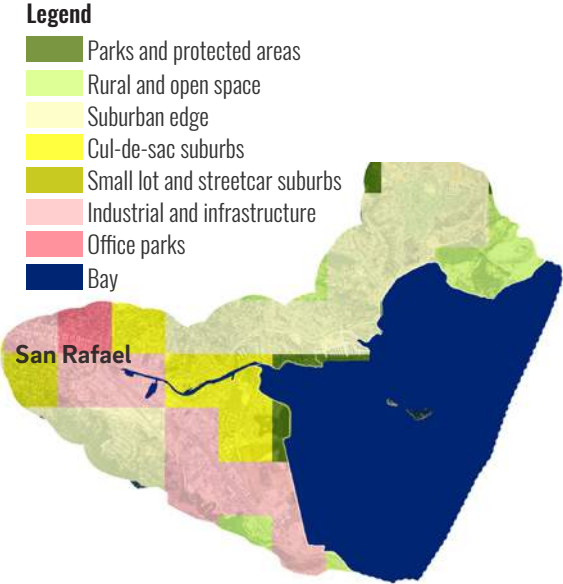 Legend
Parks and protected areas
Rural and open space
Suburban edge
Cul-de-sac suburbs
Small lot and streetcar suburbs
Industrial and infrastructure
Office parks
Bay
San Rafael